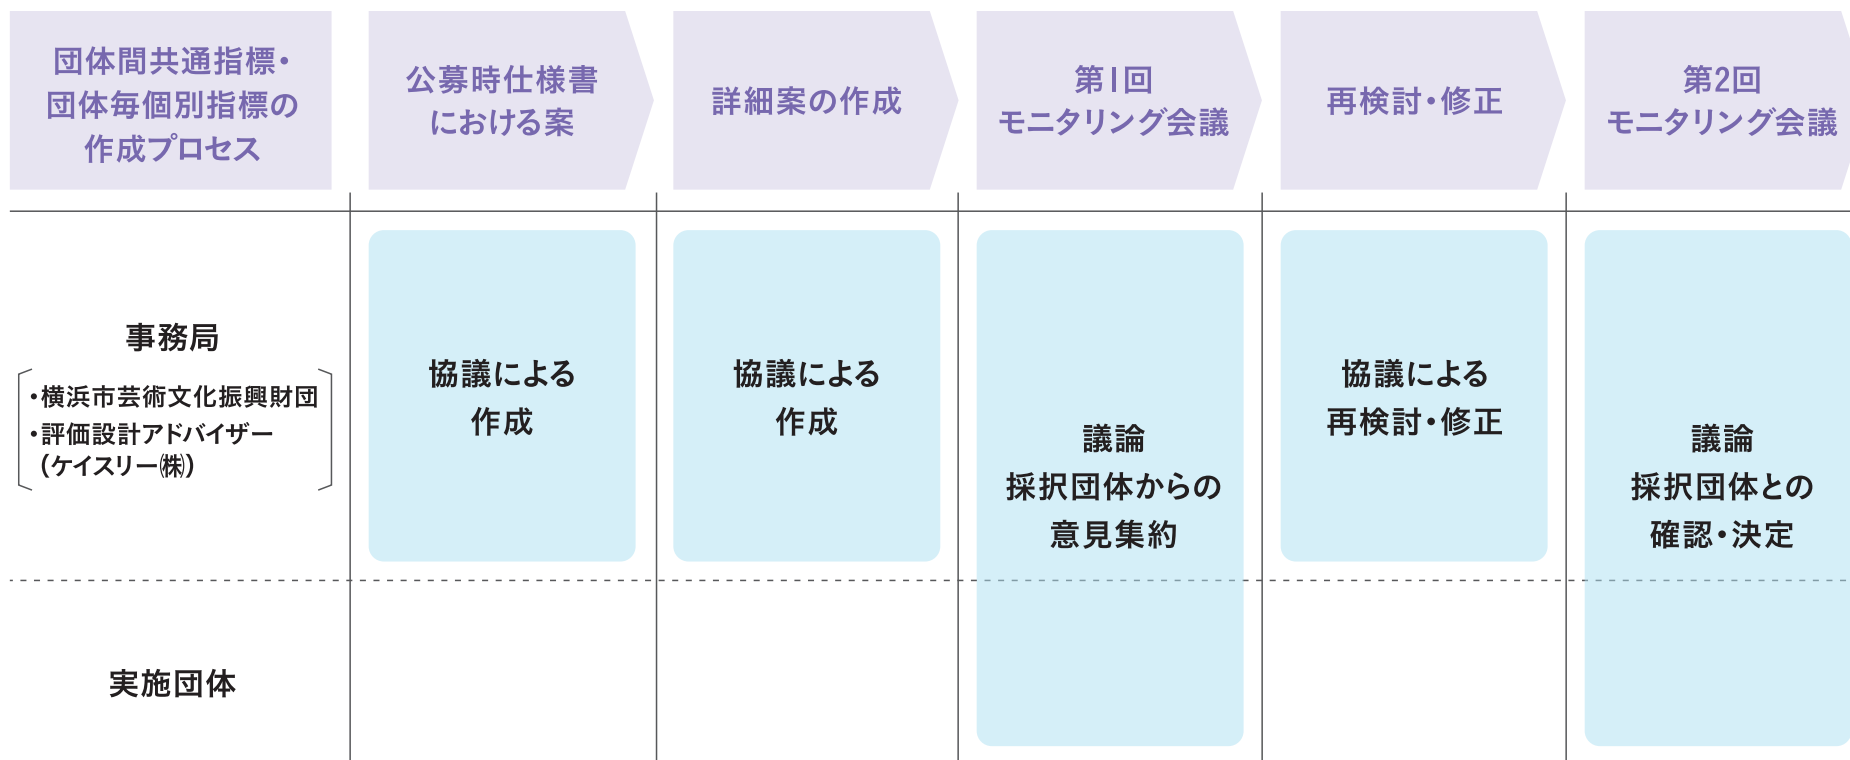 団体間共通指標・
団体毎個別指標の
作成プロセス
公募時仕様書
における案
詳細案の作成
第1回
モニタリング会議
再検討・修正
第2回
モニタリング会議
事務局
・横浜市芸術文化振興財団
・評価設計アドバイザー
（ケイスリー㈱）
協議による
作成
協議による
作成
議論
採択団体からの
意見集約
協議による
再検討・修正
議論
採択団体との
確認・決定
実施団体